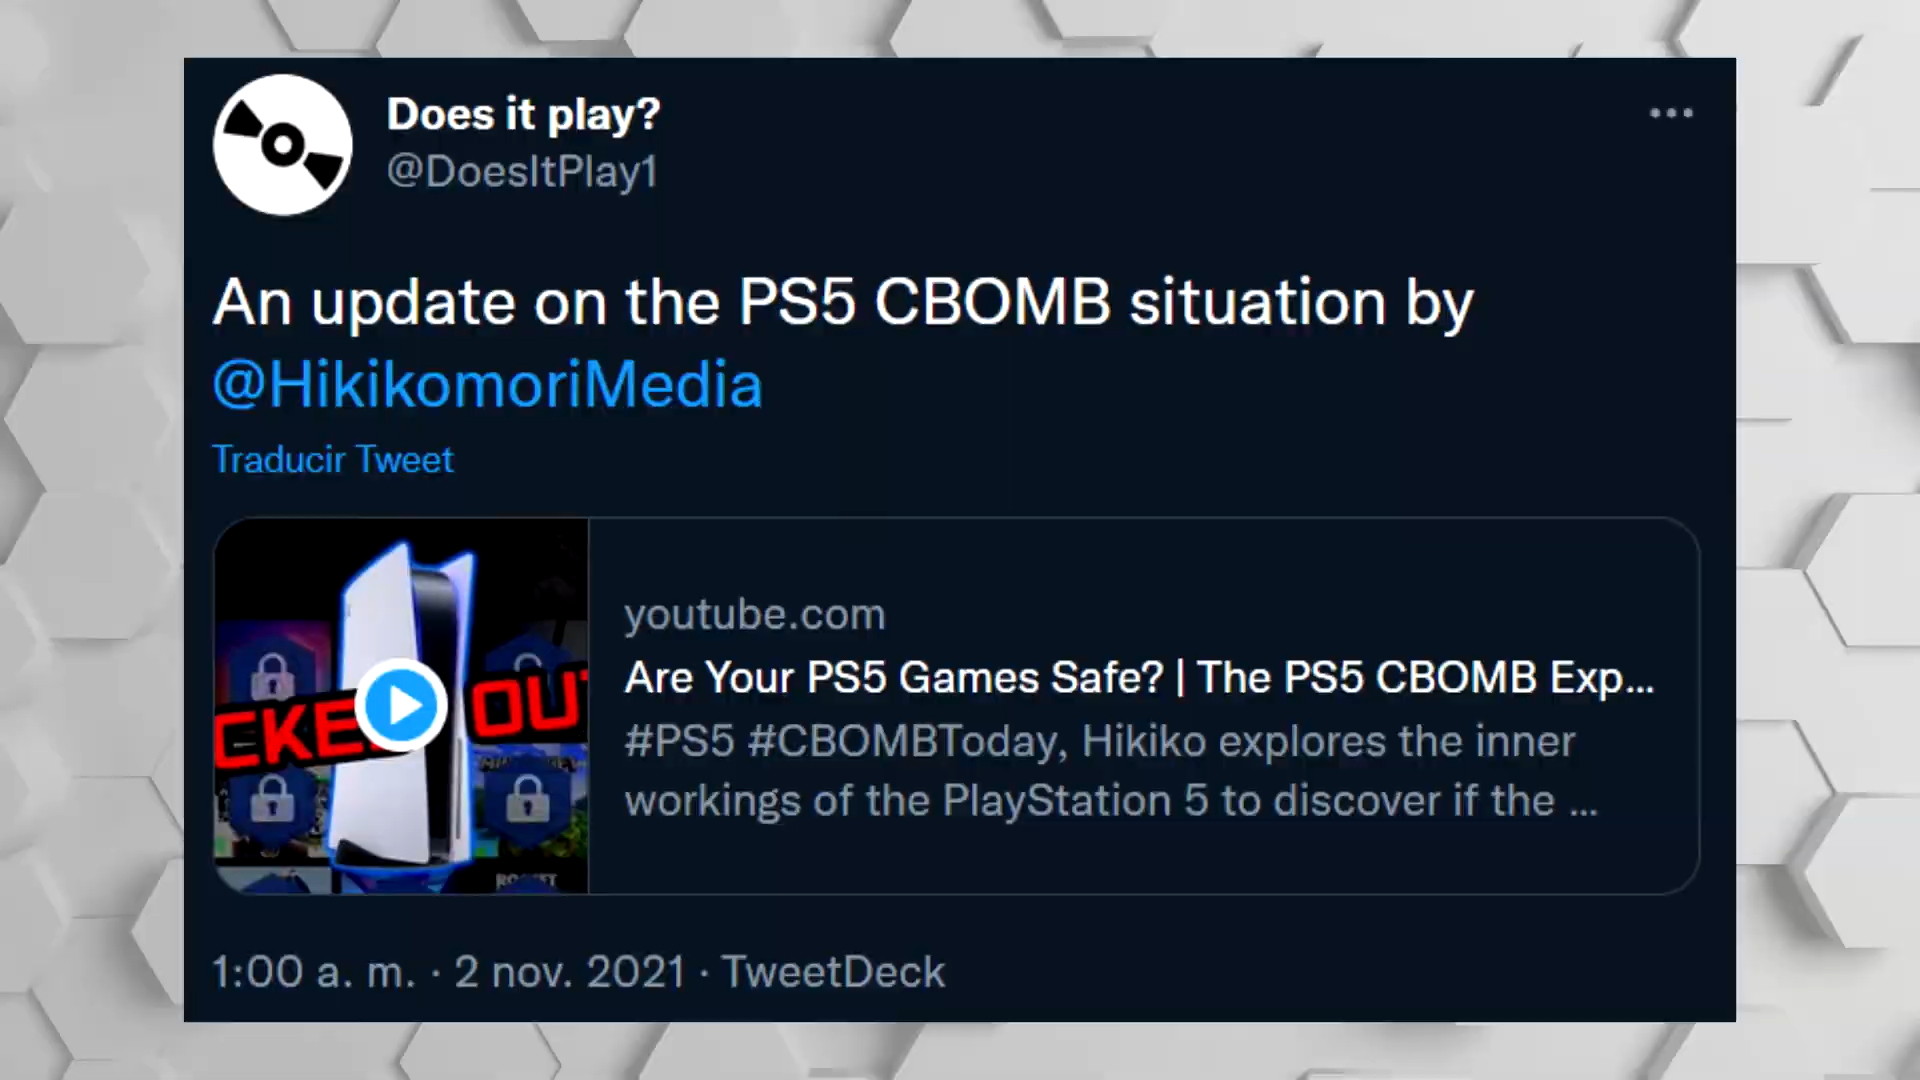 Does it play?
@DoesItPlay1
An update on the PS5 CBOMB situation by
@HikikomoriMedia
Traducir Tweet
CKE OU
youtube.com
Are Your PS5 Games Safe? | The PS5 CBOMB Exp...
#PS5 #CBOMBToday, Hikiko explores the inner
workings of the PlayStation 5 to discover if the ...
1:00 a. m. · 2 nov. 2021 · TweetDeck